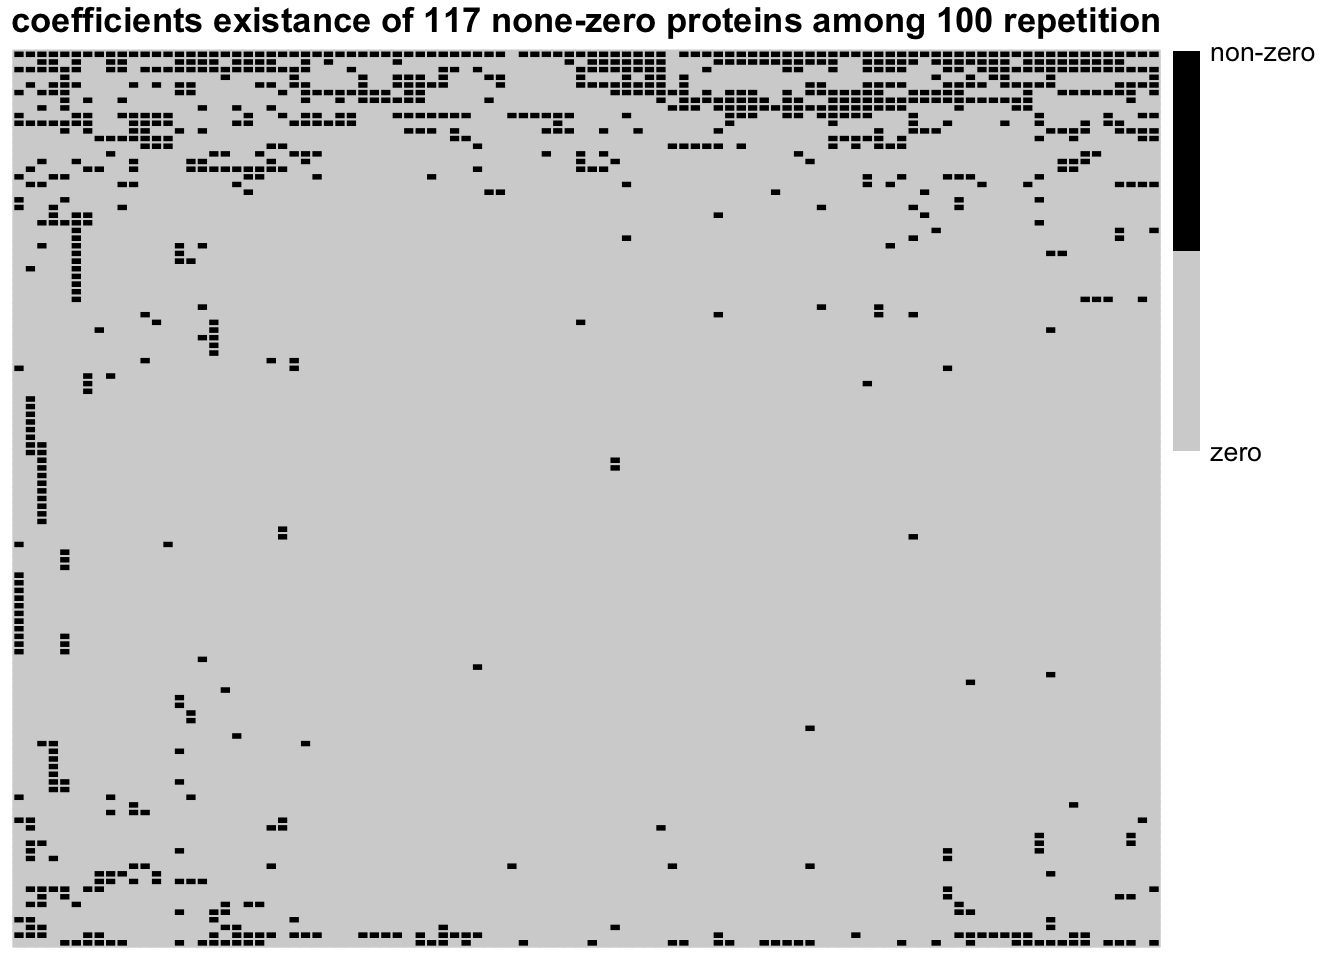 coefficients existance of 117 none-zero proteins among 100 repetition
non-zero
zero